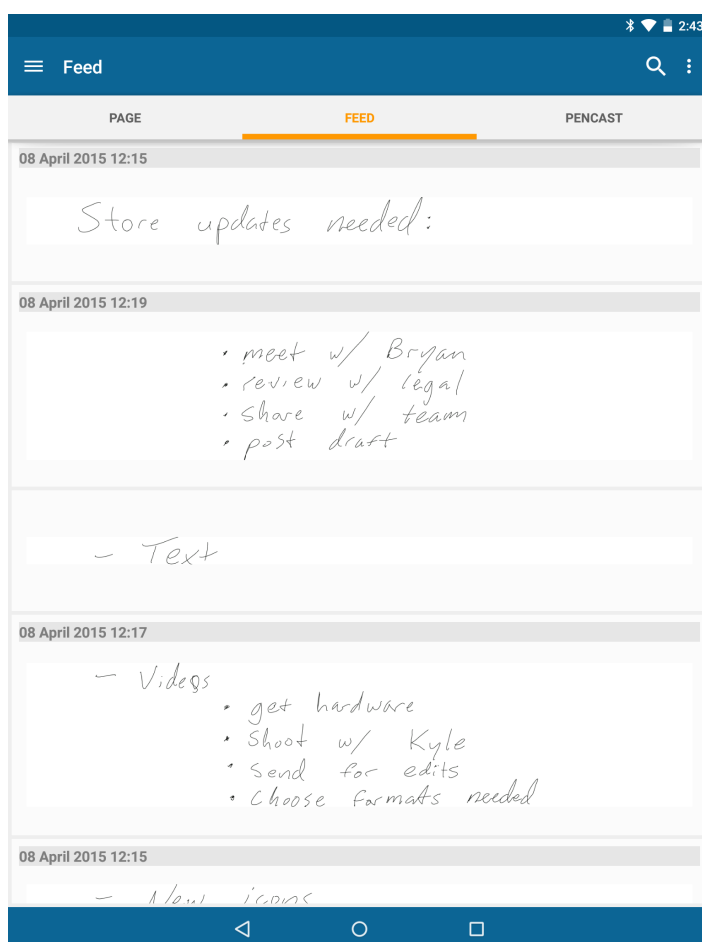 2:43
Feed
PAGE FEED PENCAST
08 April 2015 12:15
Store updates needed:
08 April 2015 12:19
• meet w/ Bryan
• review w/ legal
• share w/ team
• post draft
- Text
08 April 2015 12:17
- Videos
• get hardware
• Shoot w/ Kyle
• Send for edits
• Choose formats needed
08 April 2015 12:15
- New icons